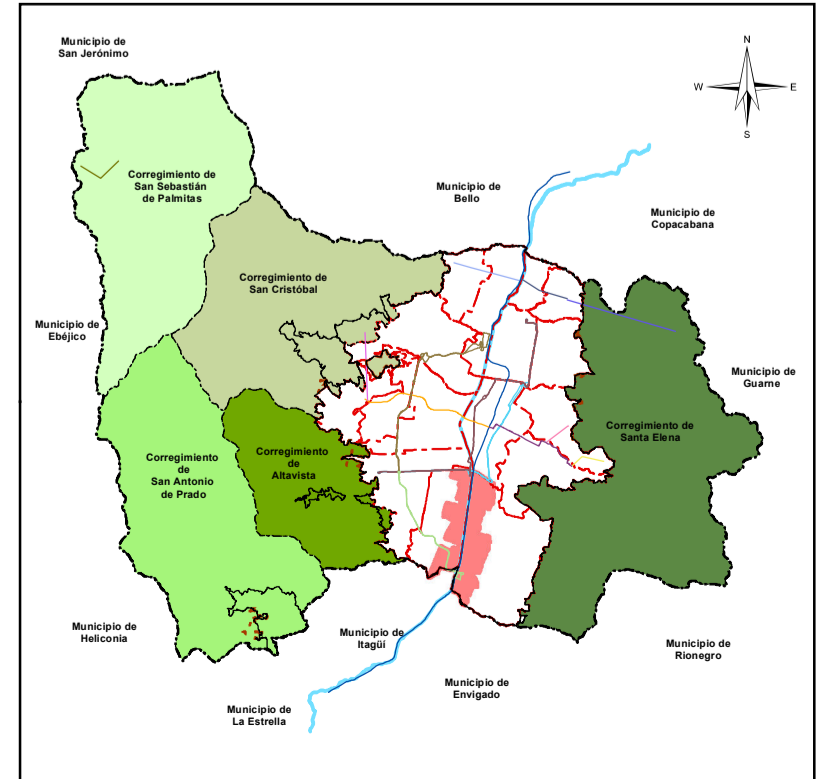 Municipio de
San Jerónimo
N
W
E
S
Corregimiento de
San Sebastián
de Palmitas
Municipio de
Bello
Municipio de
Copacabana
Corregimiento de
San Cristóbal
Municipio de
Ebéjico
Municipio de
Guarne
Corregimiento de
Santa Elena
Corregimiento
de
Altavista
Corregimiento
de
San Antonio
de Prado
Municipio de
Heliconia
Municipio de
Itagüí
Municipio de
Rionegro
Municipio de
Envigado
Municipio de
La Estrella